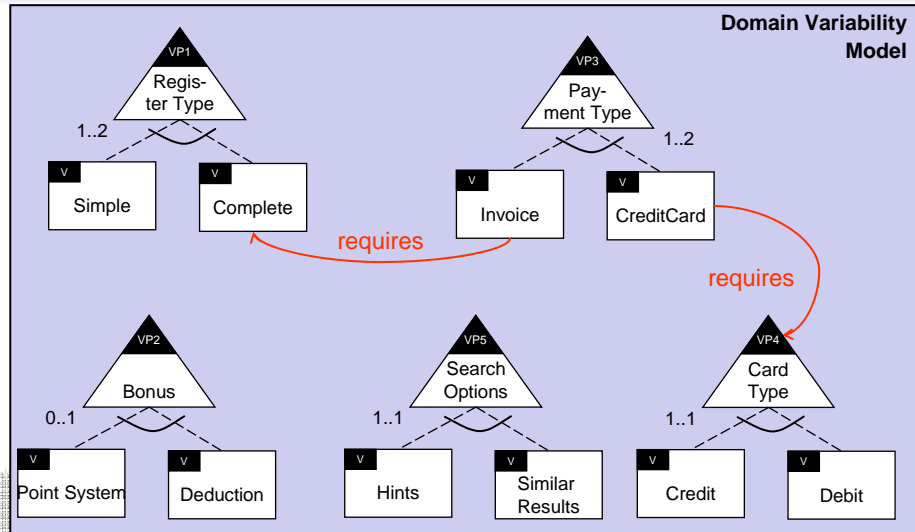 Domain Variability
Model
VP1
Regis-
ter Type
1..2
V
Simple
V
Complete
VP3
Pay-
ment Type
1..2
V
Invoice
V
CreditCard
requires
requires
VP2
Bonus
0..1
V
Point System
V
Deduction
VP5
Search
Options
1..1
V
Hints
V
Similar
Results
VP4
Card
Type
1..1
V
Credit
V
Debit